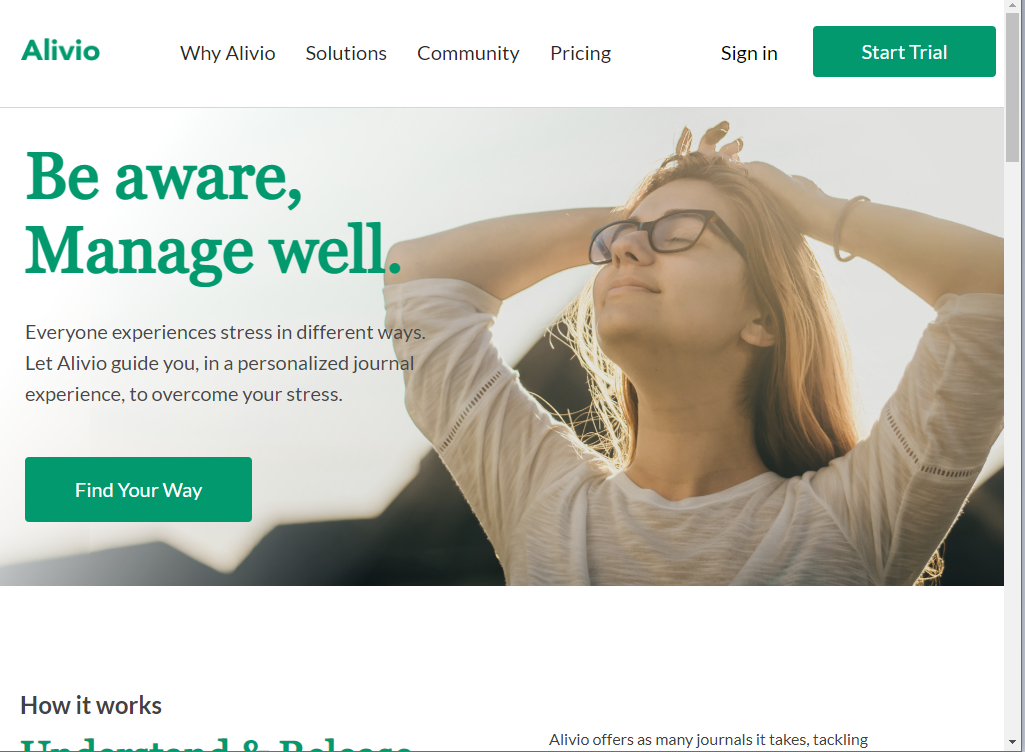 Alivio
Why Alivio
Solutions
Community
Pricing
Sign in
Start Trial
Be aware,
Manage well.
Everyone experiences stress in different ways.
Let Alivio guide you, in a personalized journal
experience, to overcome your stress.
Find Your Way
How it works
Understand & Release
Alivio offers as many journals it takes, tackling